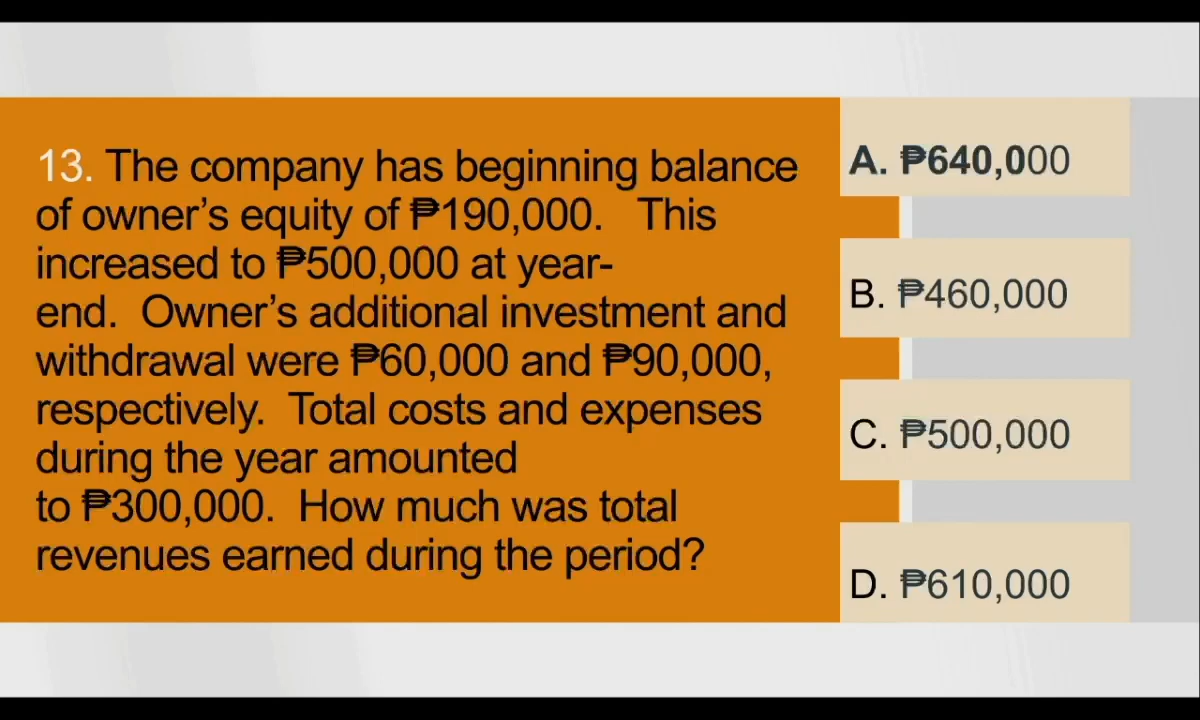 13. The company has beginning balance
of owner's equity of ₱190,000. This
increased to ₱500,000 at year-
end. Owner's additional investment and
withdrawal were ₱60,000 and ₱90,000,
respectively. Total costs and expenses
during the year amounted
to ₱300,000. How much was total
revenues earned during the period?
A. ₱640,000
B. ₱460,000
C. ₱500,000
D. ₱610,000